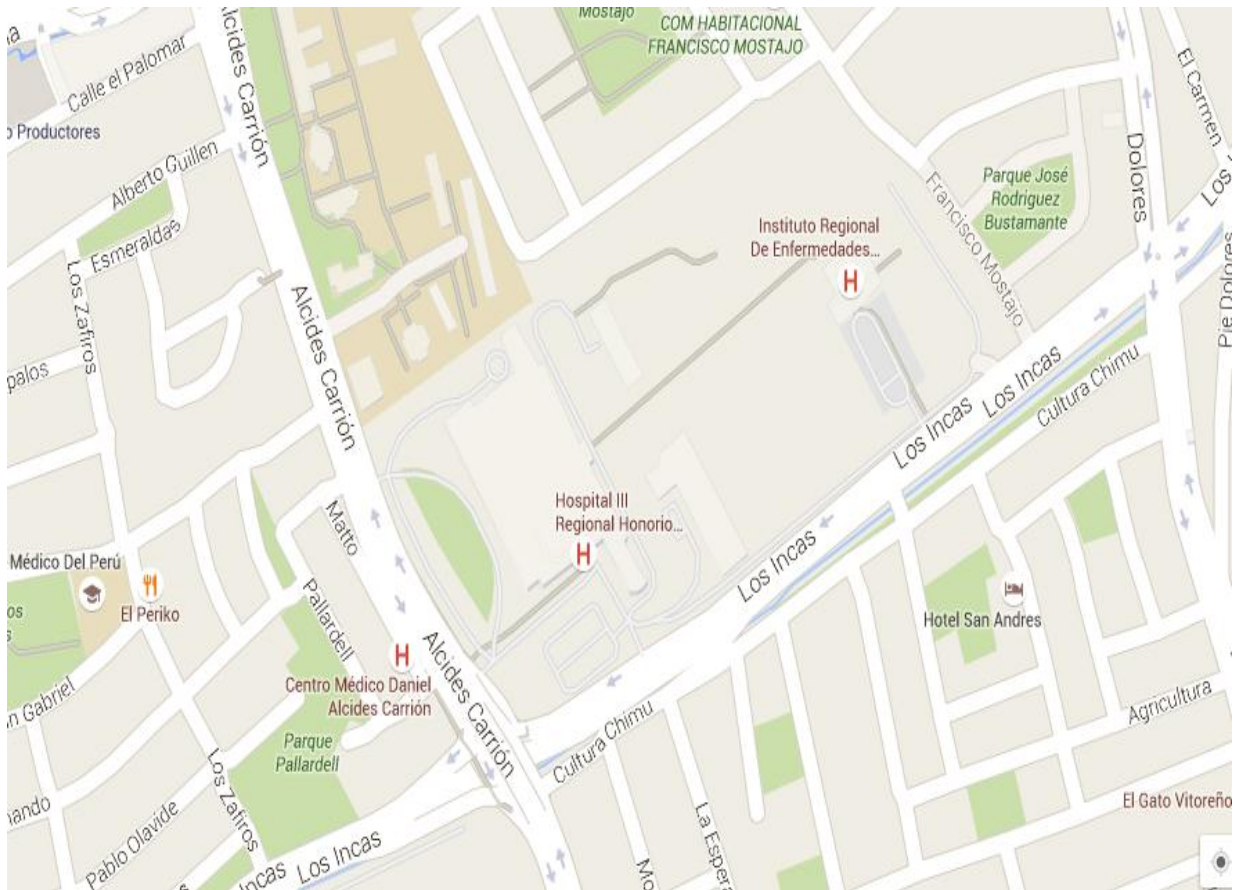 Mostajo
COM HABITACIONAL
FRANCISCO MOSTAJO
Calle el Palomar
Alcides Carrión
El Carmen
Productores
Dolores
Alberto Guillen
Parque José
Rodriguez
Bustamante
Los
Francisco Mostajo
Instituto Regional
De Enfermedades...
Esmeraldas
Los Zafiros
Pie Dolores
Alcides Carrión
palos
Los Incas
Cultura Chimu
Los Incas
Hospital III
Regional Honorio...
Matto
Médico Del Perú
Los Incas
El Periko
Pallardell
Hotel San Andres
Alcides Carrión
Centro Médico Daniel
Alcides Carrión
n Gabriel
Agricultura
Cultura Chimu
Parque
Pallardell
Los Zafiros
El Gato Vitoreño
nando
Pablo Olavide
La Espera
Mo
Los Incas
Incas